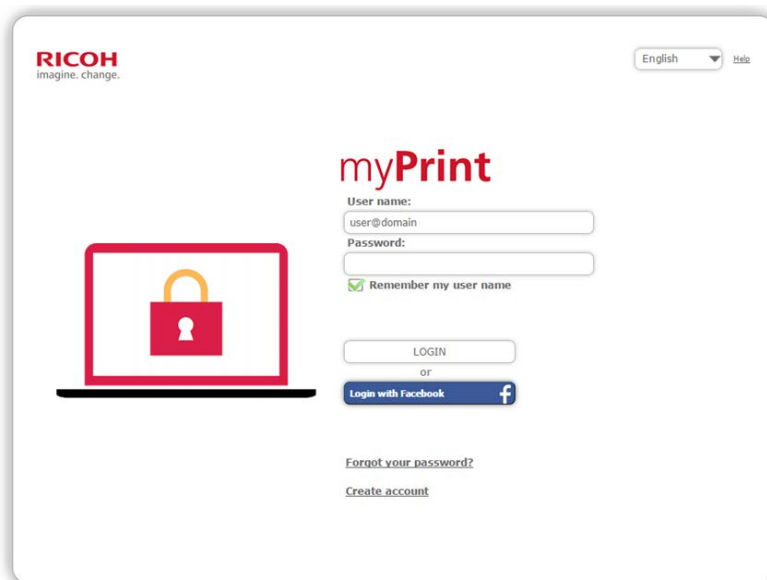 RICOH
imagine. change.
English
Help
myPrint
User name:
user@domain
Password:
Remember my user name
LOGIN
or
Login with Facebook f
Forgot your password?
Create account